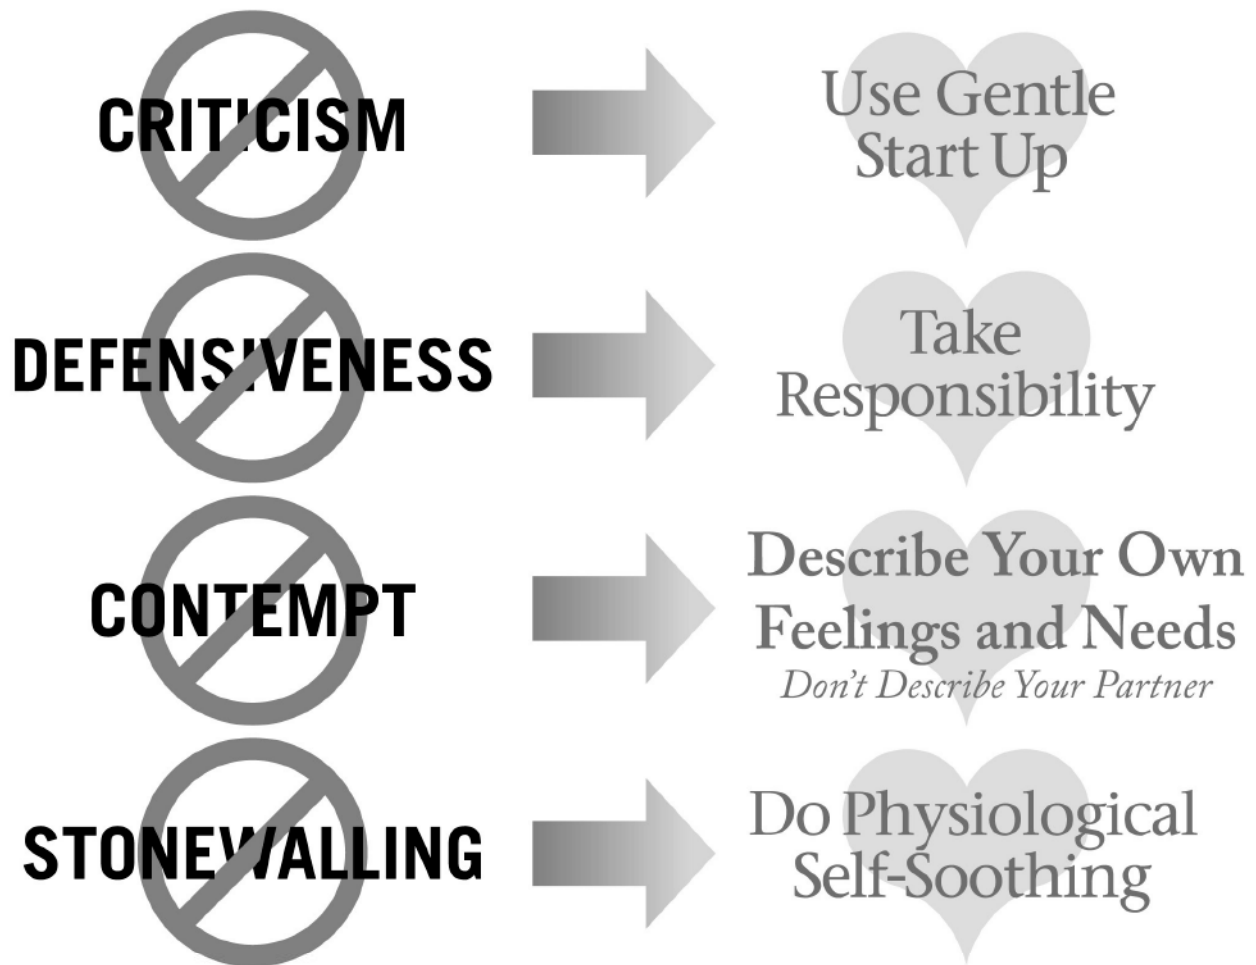 CRITICISM
Use Gentle
Start Up
DEFENSIVENESS
Take
Responsibility
CONTEMPT
Describe Your Own
Feelings and Needs
Don't Describe Your Partner
STONEWALLING
Do Physiological
Self-Soothing